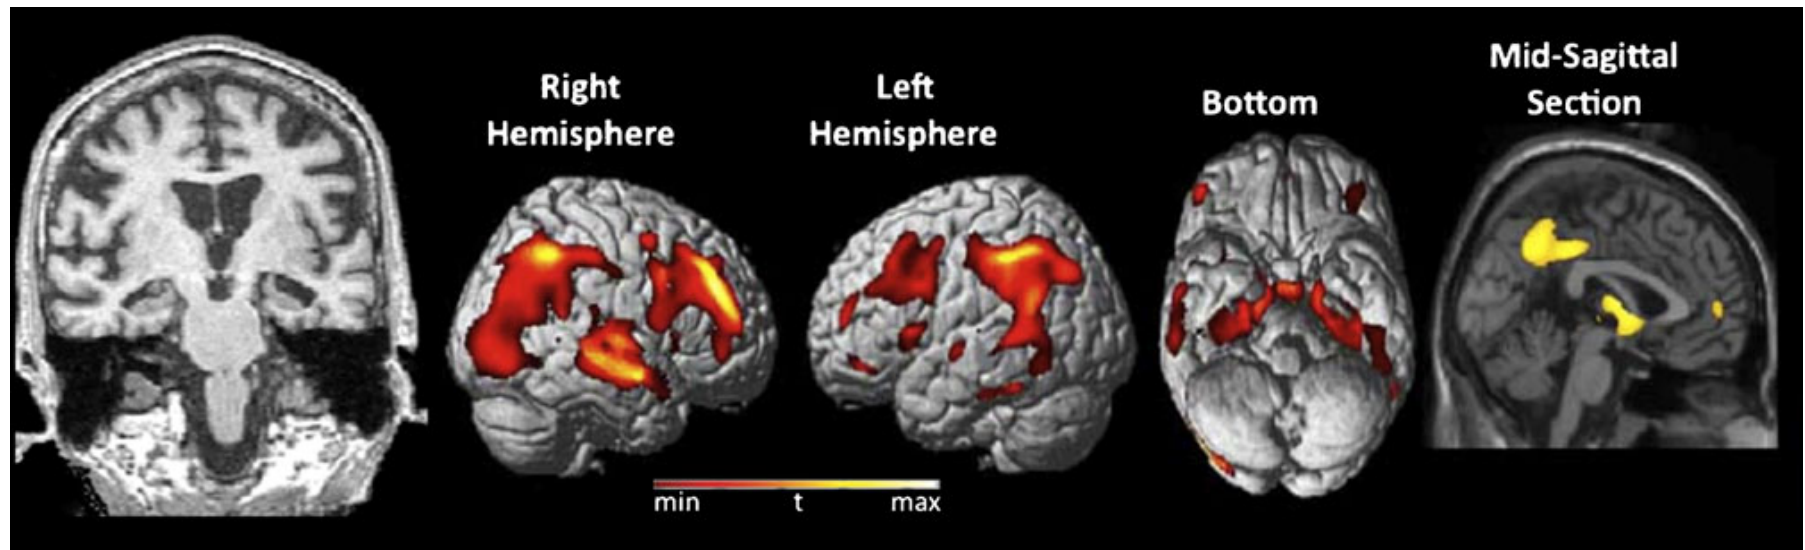 Right
Hemisphere
Left
Hemisphere
Bottom
Mid-Sagittal
Section
min t max